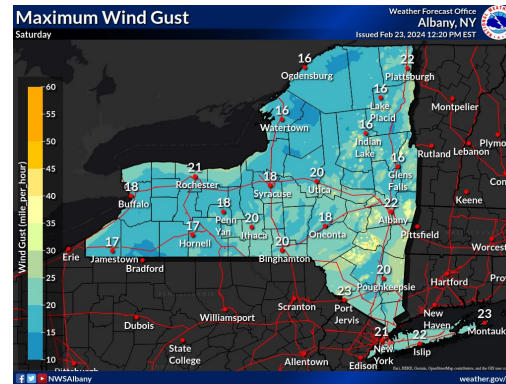 Maximum Wind Gust
Saturday
Weather Forecast Office
Albany, NY
Issued Feb 23, 2024 12:20 PM EST
Wind Gust (mile_per_hour)
60
55
50
45
40
35
30
25
20
15
10
16
Ogdensburg
22
Plattsburgh
16
Lake
Placid
Montpelier
16
Watertown
16
Indian
Lake
Rutland
Lebanon
16
Glens
Falls
21
Rochester
18
Syracuse
20
Utica
18
Buffalo
Keene
18
Penn
Yan
20
Ithaca
18
Oneonta
22
Albany
Pittsfield
17
Jamestown
17
Hornell
20
Binghamton
Erie
Bradford
20
Poughkeepsie
Hartford
23
Port
Jervis
Scranton
Williamsport
Dubois
New
Haven
23
Montauk
State
College
Allentown
21
New
York
22
Islip
Edison
NWSAlbany
weather.gov/